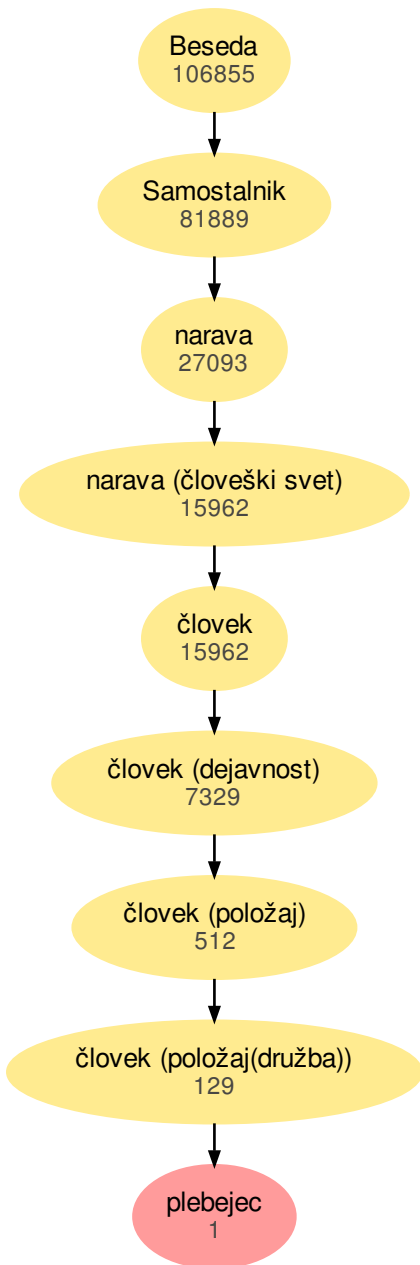 Beseda
106855
Samostalnik
81889
narava
27093
narava (človeški svet)
15962
človek
15962
človek (dejavnost)
7329
človek (položaj)
512
človek (položaj(družba))
129
plebejec
1